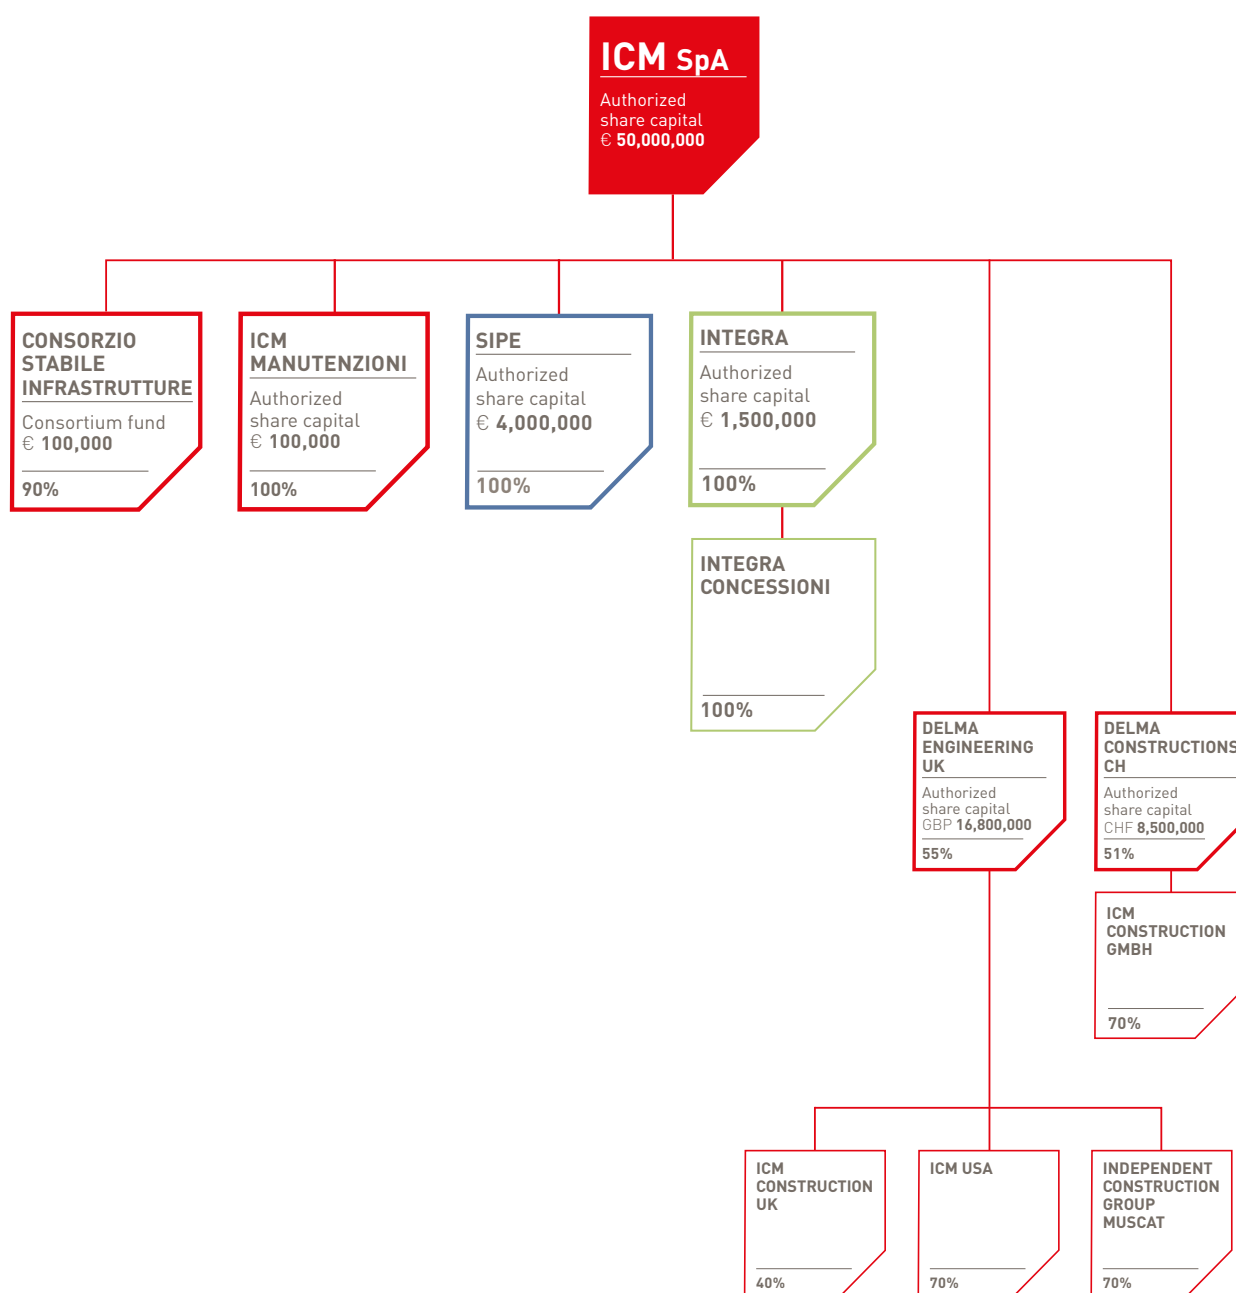 ICM SpA
Authorized
share capital
€ 50,000,000
CONSORZIO
STABILE
INFRASTRUTTURE
Consortium fund
€ 100,000
90%
ICM
MANUTENZIONI
Authorized
share capital
€ 100,000
100%
SIPE
Authorized
share capital
€ 4,000,000
100%
INTEGRA
Authorized
share capital
€ 1,500,000
100%
INTEGRA
CONCESSIONI
100%
DELMA
ENGINEERING
UK
Authorized
share capital
GBP 16,800,000
55%
DELMA
CONSTRUCTIONS
CH
Authorized
share capital
CHF 8,500,000
51%
ICM
CONSTRUCTION
GMBH
70%
ICM
CONSTRUCTION
UK
40%
ICM USA
70%
INDEPENDENT
CONSTRUCTION
GROUP
MUSCAT
70%